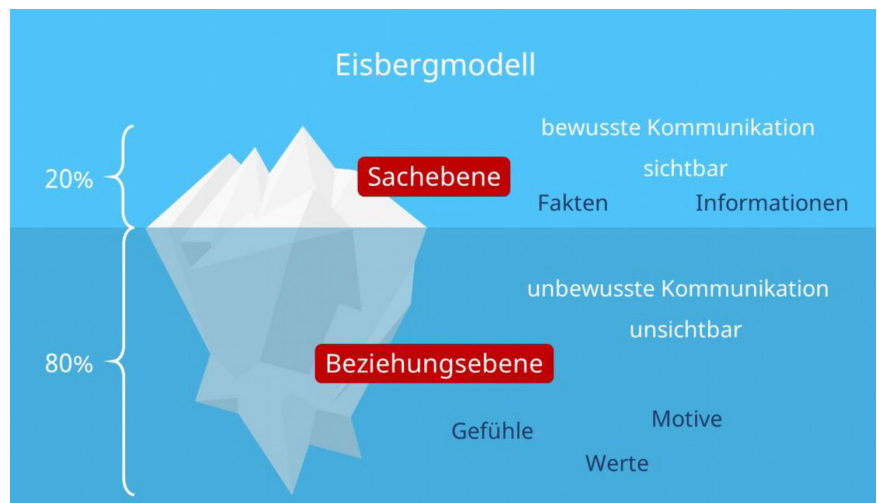 Eisbergmodell
bewusste Kommunikation
sichtbar
20%
Sachebene
Fakten
Informationen
unbewusste Kommunikation
unsichtbar
80%
Beziehungsebene
Gefühle
Motive
Werte